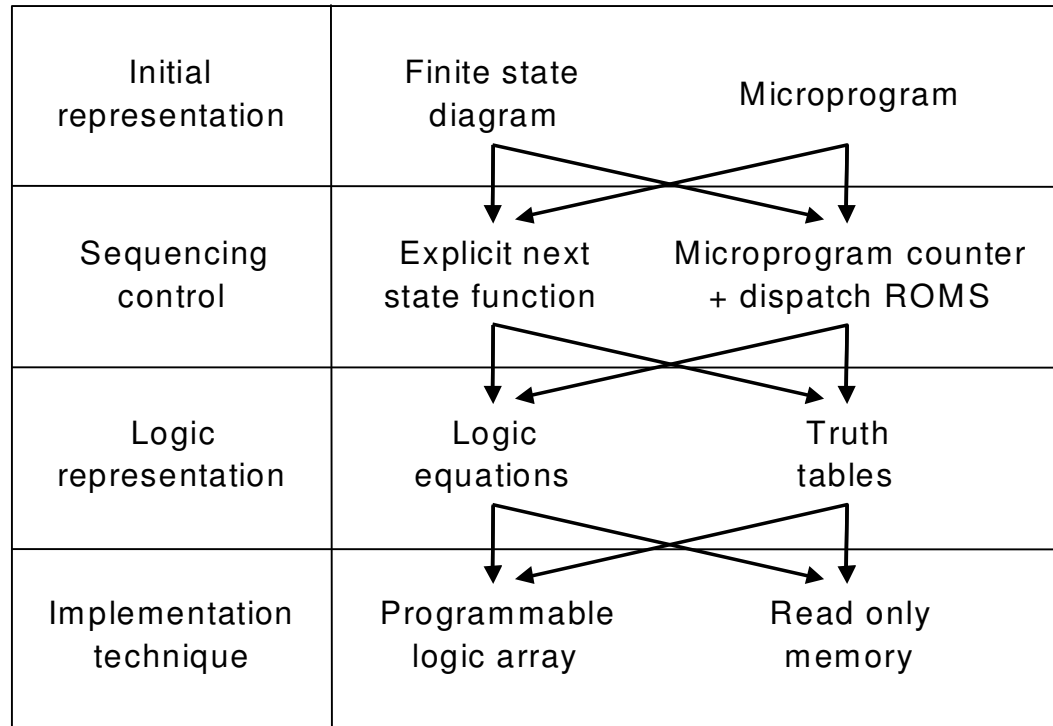 Initial
representation
Finite state
diagram
Microprogram
Sequencing
control
Explicit next
state function
Microprogram counter
+ dispatch ROMS
Logic
representation
Logic
equations
Truth
tables
Implementation
technique
Programmable
logic array
Read only
memory